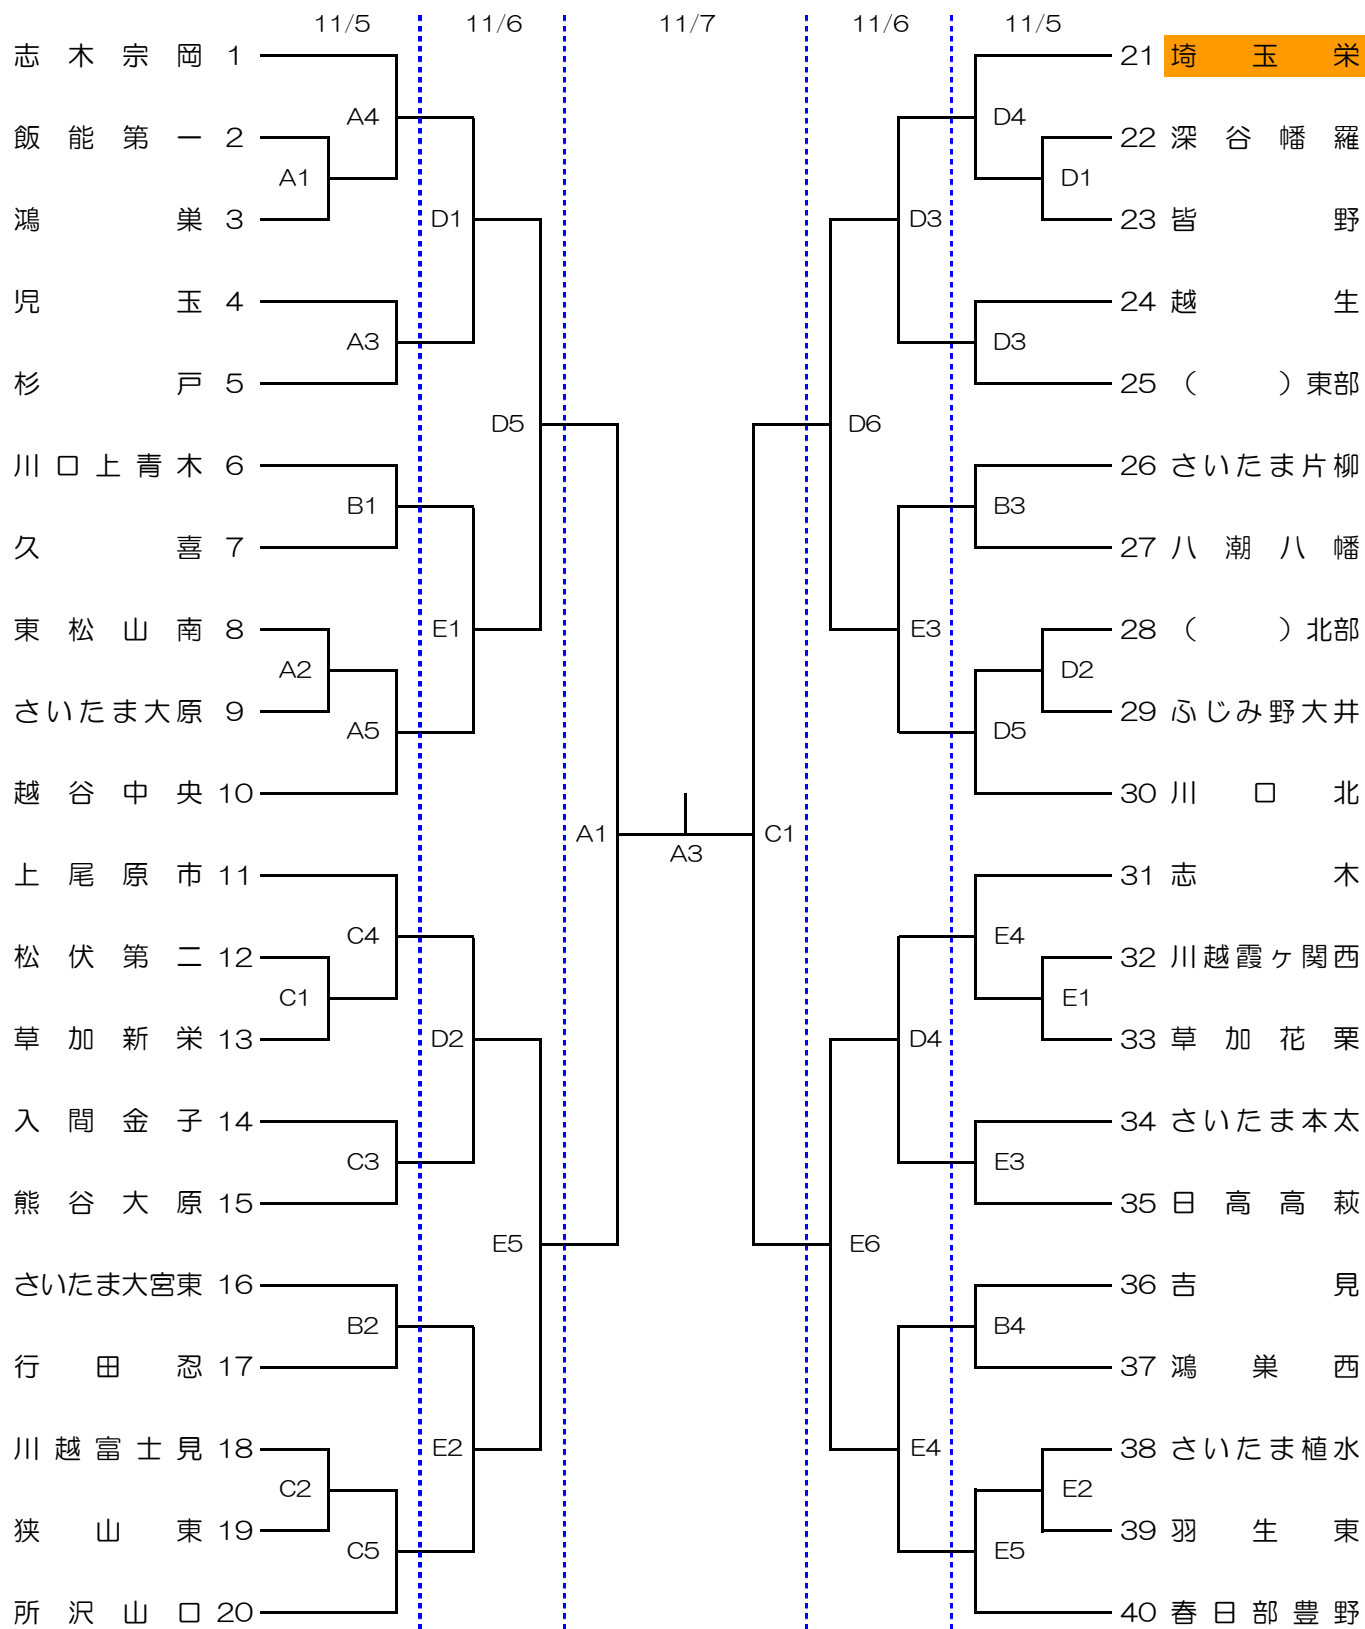 11/5 11/6 11/7 11/6 11/5
志木宗岡 1
飯能第一 2
鴻巣 3
児玉 4
杉戸 5
川口上青木 6
久喜 7
東松山南 8
さいたま大原 9
越谷中央 10
上尾原市 11
松伏第二 12
草加新栄 13
入間金子 14
熊谷大原 15
さいたま大宮東 16
行田忍 17
川越富士見 18
狭山東 19
所沢山口 20
A4
A1
A3
B1
A2
A5
C4
C1
C3
B2
C2
C5
D1
E1
D2
E2
D5
E5
A1
A3
C1
D6
E6
D3
E3
D4
E4
D4
D1
D3
B3
D2
D5
E4
E1
E3
B4
E2
E5
21 埼玉栄
22 深谷幡羅
23 皆野
24 越生
25 （　　）東部
26 さいたま片柳
27 八潮八幡
28 （　　）北部
29 ふじみ野大井
30 川口北
31 志木
32 川越霞ヶ関西
33 草加花栗
34 さいたま本太
35 日高高萩
36 吉見
37 鴻巣西
38 さいたま植水
39 羽生東
40 春日部豊野